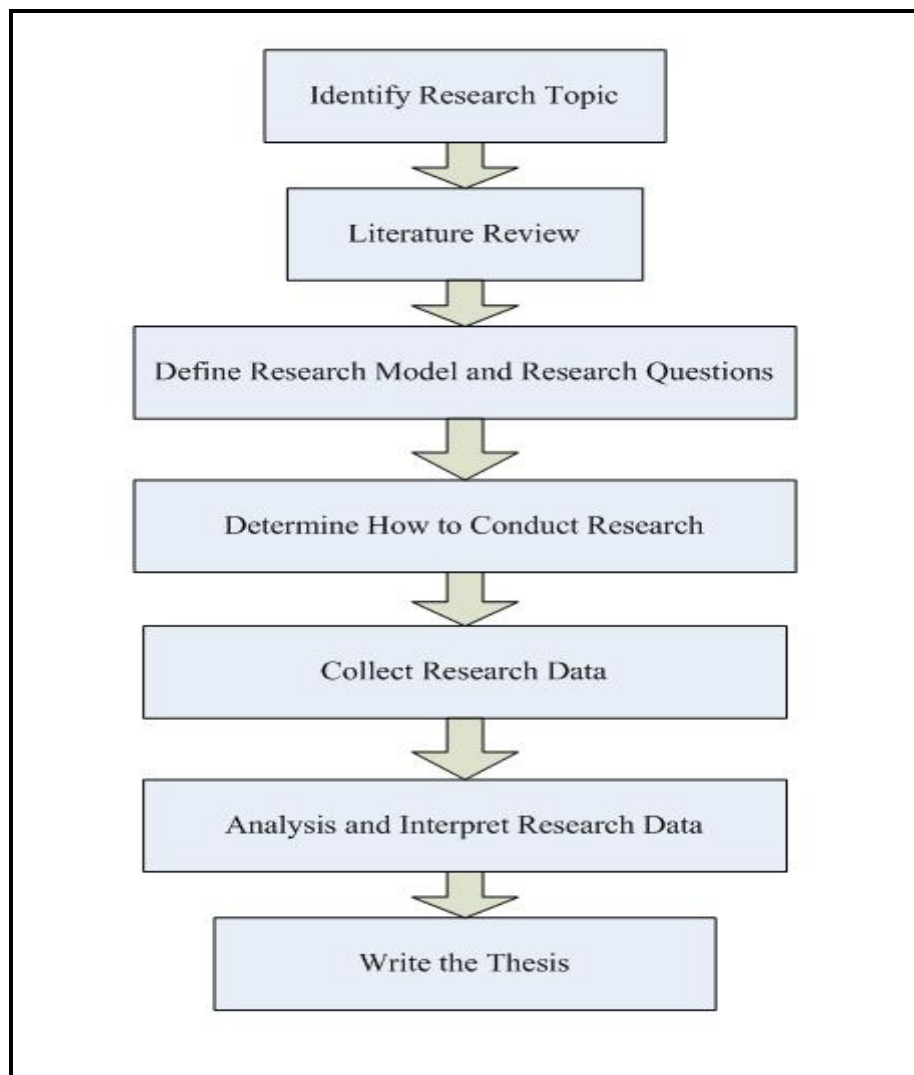 Identify Research Topic
Literature Review
Define Research Model and Research Questions
Determine How to Conduct Research
Collect Research Data
Analysis and Interpret Research Data
Write the Thesis